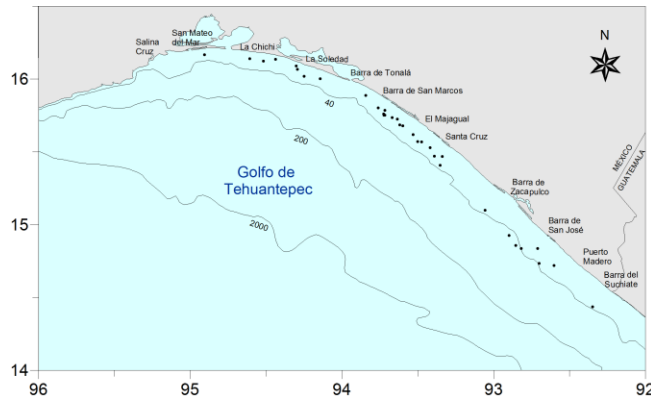 San Mateo
del Mar
Salina
Cruz
La Chichi
La Soledad
N
16
Barra de Tonalá
40
Barra de San Marcos
El Majagual
200
Santa Cruz
MÉXICO
GUATEMALA
Golfo de
Tehuantepec
Barra de
Zacapulco
2000
15
Barra de
San José
Puerto
Madero
Barra del
Suchiate
14
96
95
94
93
92